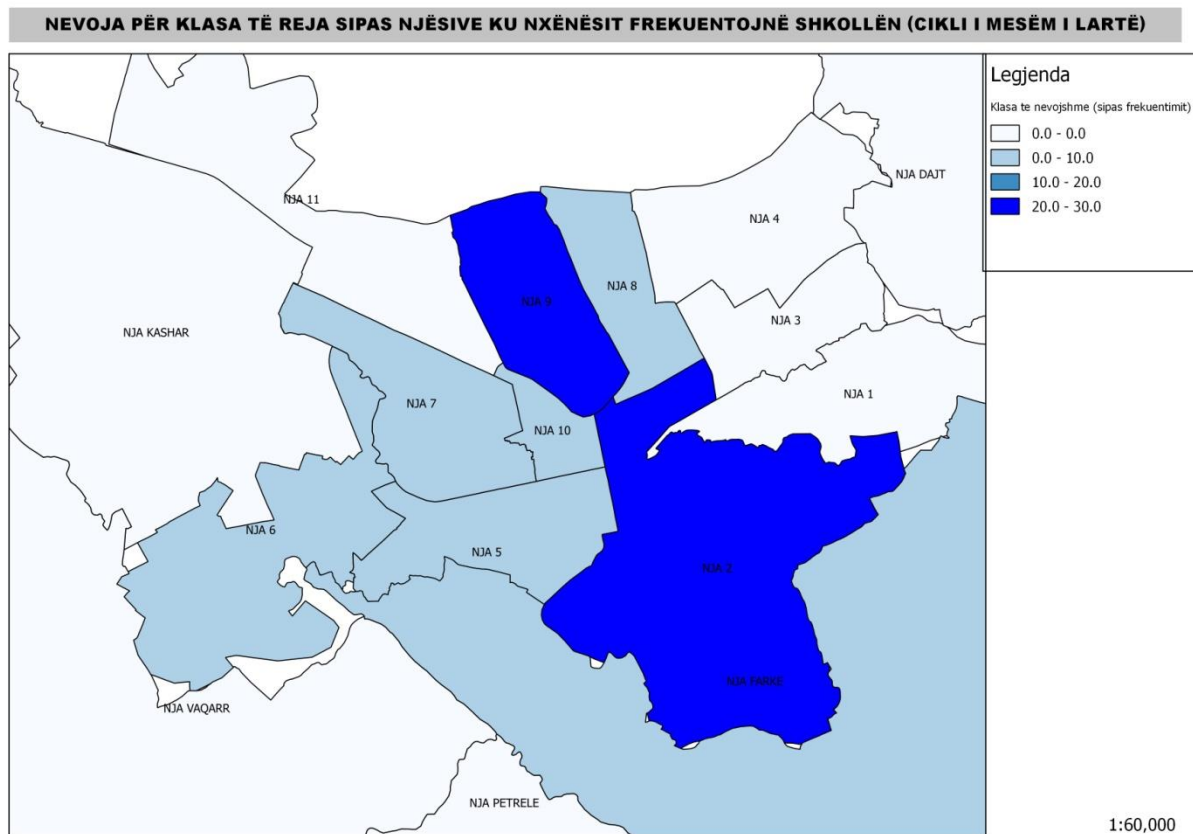 NEVOJA PËR KLASA TË REJA SIPAS NJËSIVE KU NXËNËSIT FREKUENTOJNË SHKOLLËN (CIKLI I MESËM I LARTË)
Legjenda
Klasa te nevojshme (sipas frekuentimit)
0.0 - 0.0
0.0 - 10.0
10.0 - 20.0
20.0 - 30.0
NJA DAJT
NJA 11
NJA 4
NJA 8
NJA 9
NJA 3
NJA KASHAR
NJA 1
NJA 7
NJA 10
NJA 6
NJA 5
NJA 2
NJA FARKE
NJA VAQARR
NJA PETRELE
1:60,000